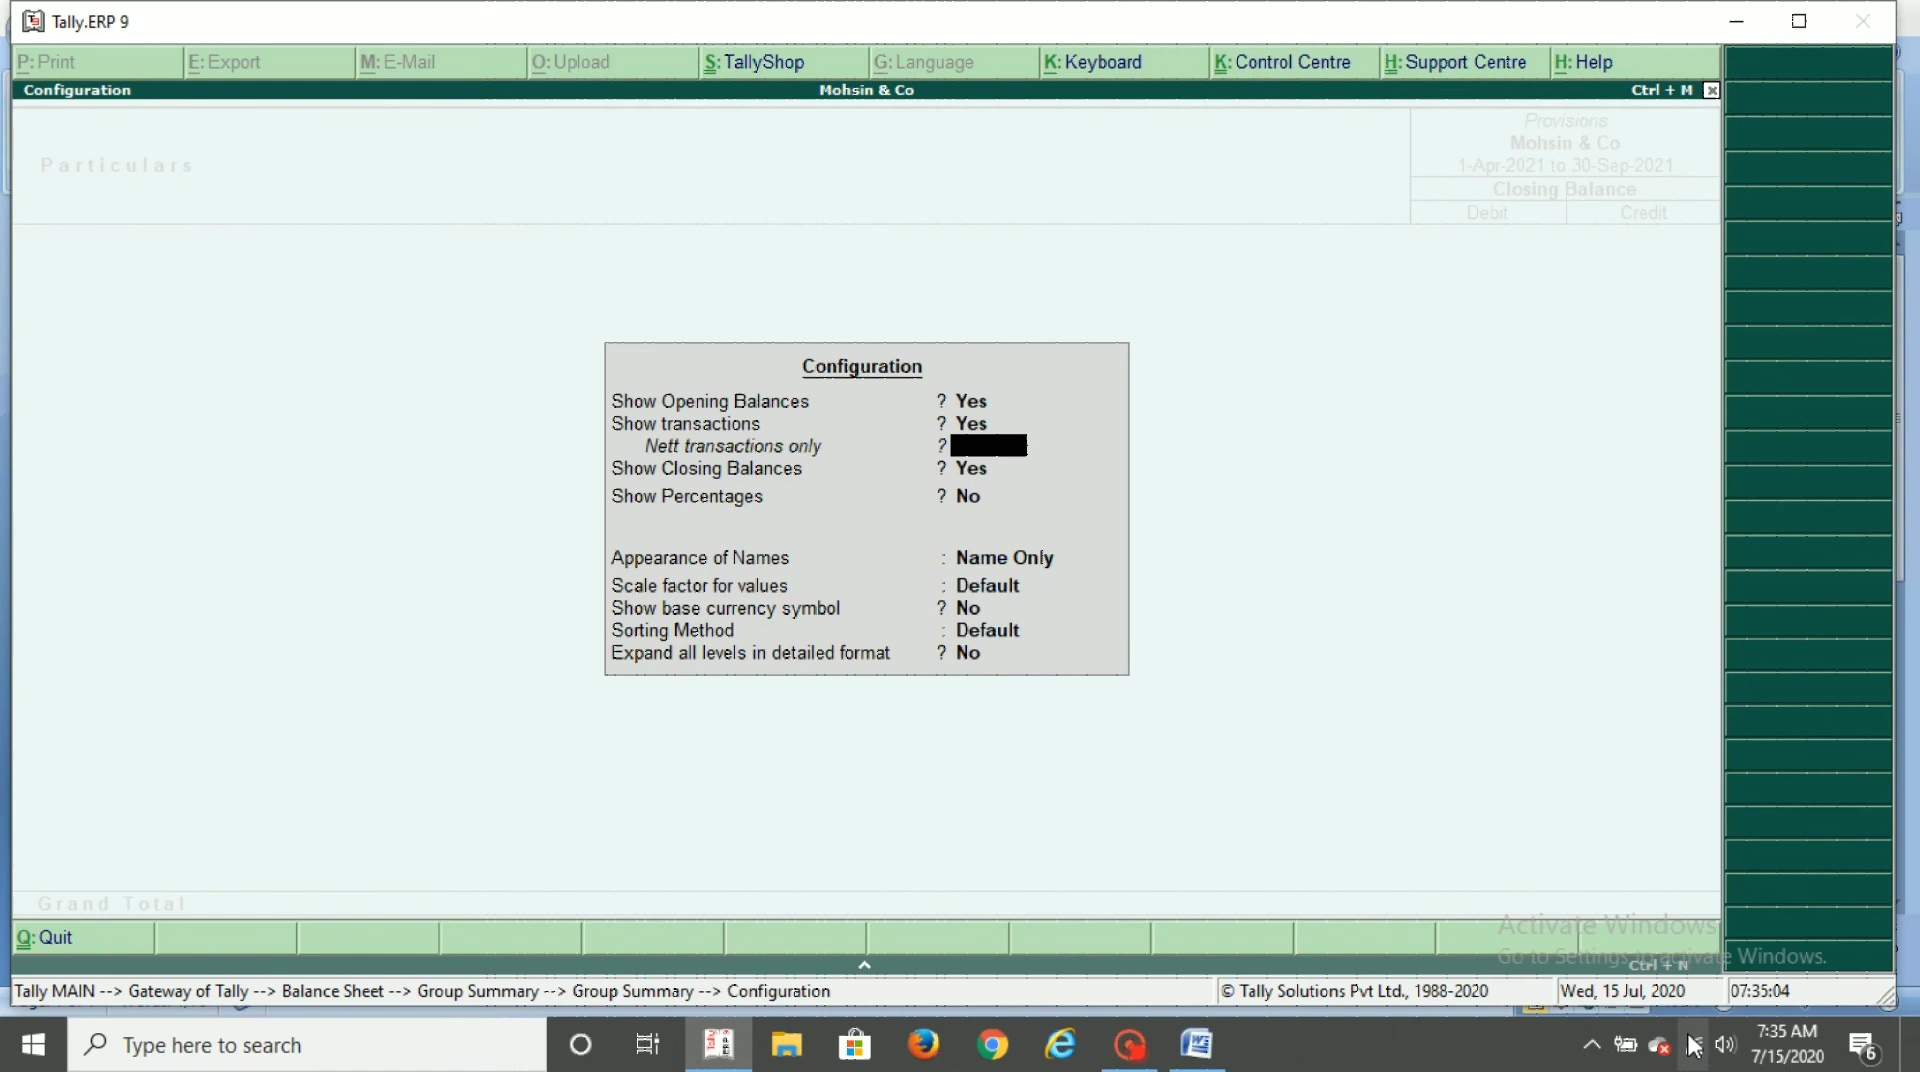 Tally.ERP 9
P: Print E: Export M: E-Mail O: Upload S: TallyShop G: Language K: Keyboard K: Control Centre H: Support Centre H: Help
Configuration Mohsin & Co Ctrl + M
Provisions
Mohsin & Co
Particulars
1-Apr-2021 to 30-Sep-2021
Closing Balance
Debit Credit
Configuration
Show Opening Balances ? Yes
Show transactions ? Yes
Nett transactions only ?
Show Closing Balances ? Yes
Show Percentages ? No
Appearance of Names : Name Only
Scale factor for values : Default
Show base currency symbol ? No
Sorting Method : Default
Expand all levels in detailed format ? No
Grand Total
Activate Windows
Q: Quit
Go to Settings to activate Windows.
Ctrl + N
Tally MAIN --> Gateway of Tally --> Balance Sheet --> Group Summary --> Group Summary --> Configuration © Tally Solutions Pvt Ltd., 1988-2020 Wed, 15 Jul, 2020 07:35:04
Type here to search
7:35 AM
7/15/2020
6